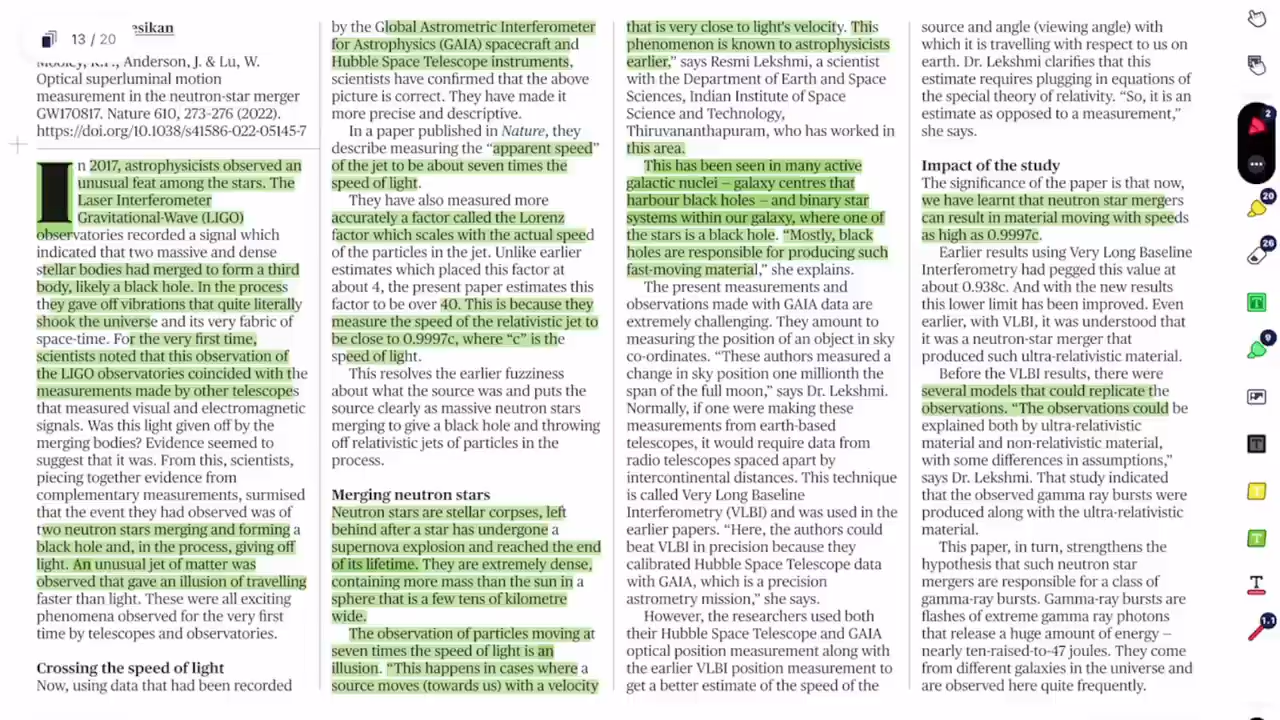 esikan
13 / 20
Mooley, K.P., Anderson, J. & Lu, W.
Optical superluminal motion
measurement in the neutron-star merger
GW170817. Nature 610, 273-276 (2022).
https://doi.org/10.1038/s41586-022-05145-7
In 2017, astrophysicists observed an
unusual feat among the stars. The
Laser Interferometer
Gravitational-Wave (LIGO)
observatories recorded a signal which
indicated that two massive and dense
stellar bodies had merged to form a third
body, likely a black hole. In the process
they gave off vibrations that quite literally
shook the universe and its very fabric of
space-time. For the very first time,
scientists noted that this observation of
the LIGO observatories coincided with the
measurements made by other telescopes
that measured visual and electromagnetic
signals. Was this light given off by the
merging bodies? Evidence seemed to
suggest that it was. From this, scientists,
piecing together evidence from
complementary measurements, surmised
that the event they had observed was of
two neutron stars merging and forming a
black hole and, in the process, giving off
light. An unusual jet of matter was
observed that gave an illusion of travelling
faster than light. These were all exciting
phenomena observed for the very first
time by telescopes and observatories.
Crossing the speed of light
Now, using data that had been recorded
by the Global Astrometric Interferometer
for Astrophysics (GAIA) spacecraft and
Hubble Space Telescope instruments,
scientists have confirmed that the above
picture is correct. They have made it
more precise and descriptive.
In a paper published in Nature, they
describe measuring the “apparent speed”
of the jet to be about seven times the
speed of light.
They have also measured more
accurately a factor called the Lorenz
factor which scales with the actual speed
of the particles in the jet. Unlike earlier
estimates which placed this factor at
about 4, the present paper estimates this
factor to be over 40. This is because they
measure the speed of the relativistic jet to
be close to 0.9997c, where “c” is the
speed of light.
This resolves the earlier fuzziness
about what the source was and puts the
source clearly as massive neutron stars
merging to give a black hole and throwing
off relativistic jets of particles in the
process.
Merging neutron stars
Neutron stars are stellar corpses, left
behind after a star has undergone a
supernova explosion and reached the end
of its lifetime. They are extremely dense,
containing more mass than the sun in a
sphere that is a few tens of kilometre
wide.
The observation of particles moving at
seven times the speed of light is an
illusion. “This happens in cases where a
source moves (towards us) with a velocity
that is very close to light's velocity. This
phenomenon is known to astrophysicists
earlier,” says Resmi Lekshmi, a scientist
with the Department of Earth and Space
Sciences, Indian Institute of Space
Science and Technology,
Thiruvananthapuram, who has worked in
this area.
This has been seen in many active
galactic nuclei – galaxy centres that
harbour black holes – and binary star
systems within our galaxy, where one of
the stars is a black hole. “Mostly, black
holes are responsible for producing such
fast-moving material,” she explains.
The present measurements and
observations made with GAIA data are
extremely challenging. They amount to
measuring the position of an object in sky
co-ordinates. “These authors measured a
change in sky position one millionth the
span of the full moon,” says Dr. Lekshmi.
Normally, if one were making these
measurements from earth-based
telescopes, it would require data from
radio telescopes spaced apart by
intercontinental distances. This technique
is called Very Long Baseline
Interferometry (VLBI) and was used in the
earlier papers. “Here, the authors could
beat VLBI in precision because they
calibrated Hubble Space Telescope data
with GAIA, which is a precision
astrometry mission,” she says.
However, the researchers used both
their Hubble Space Telescope and GAIA
optical position measurement along with
the earlier VLBI position measurement to
get a better estimate of the speed of the
source and angle (viewing angle) with
which it is travelling with respect to us on
earth. Dr. Lekshmi clarifies that this
estimate requires plugging in equations of
the special theory of relativity. “So, it is an
estimate as opposed to a measurement,”
she says.
Impact of the study
The significance of the paper is that now,
we have learnt that neutron star mergers
can result in material moving with speeds
as high as 0.9997c.
Earlier results using Very Long Baseline
Interferometry had pegged this value at
about 0.938c. And with the new results
this lower limit has been improved. Even
earlier, with VLBI, it was understood that
it was a neutron-star merger that
produced such ultra-relativistic material.
Before the VLBI results, there were
several models that could replicate the
observations. “The observations could be
explained both by ultra-relativistic
material and non-relativistic material,
with some differences in assumptions,”
says Dr. Lekshmi. That study indicated
that the observed gamma ray bursts were
produced along with the ultra-relativistic
material.
This paper, in turn, strengthens the
hypothesis that such neutron star
mergers are responsible for a class of
gamma-ray bursts. Gamma-ray bursts are
flashes of extreme gamma ray photons
that release a huge amount of energy –
nearly ten-raised-to-47 joules. They come
from different galaxies in the universe and
are observed here quite frequently.
2
20
26
9
T
T
T
T
1.1